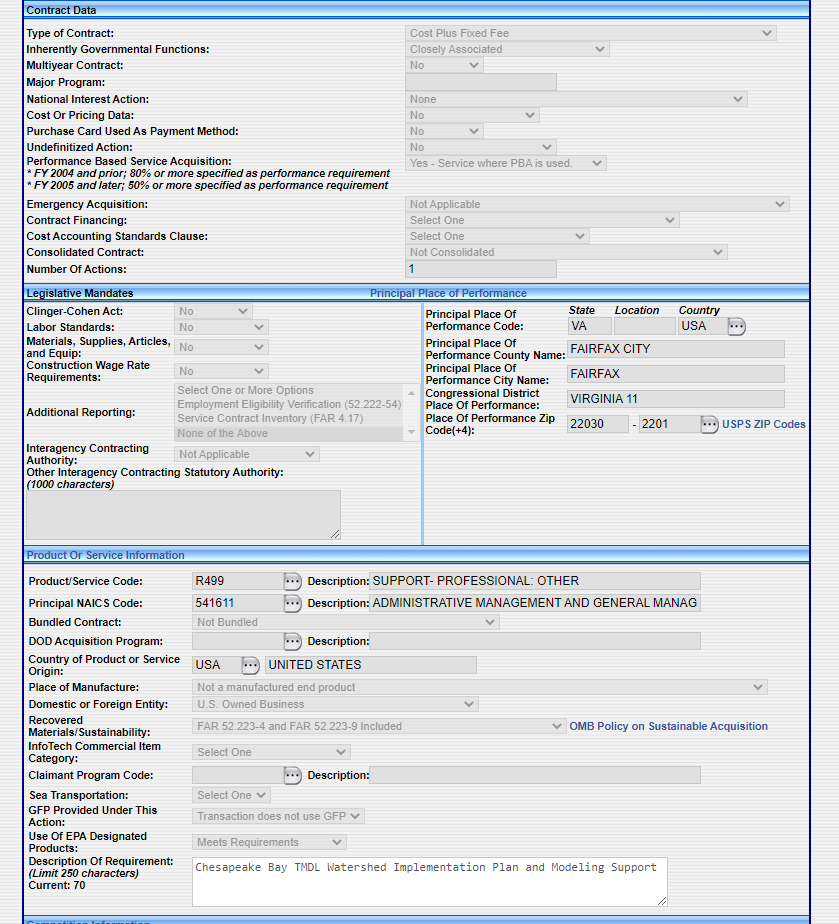 Contract Data
Type of Contract: Cost Plus Fixed Fee
Inherently Governmental Functions: Closely Associated
Multiyear Contract: No
Major Program:
National Interest Action: None
Cost Or Pricing Data: No
Purchase Card Used As Payment Method: No
Undefinitized Action: No
Performance Based Service Acquisition: Yes - Service where PBA is used.
* FY 2004 and prior; 80% or more specified as performance requirement
* FY 2005 and later; 50% or more specified as performance requirement
Emergency Acquisition: Not Applicable
Contract Financing: Select One
Cost Accounting Standards Clause: Select One
Consolidated Contract: Not Consolidated
Number Of Actions: 1
Legislative Mandates
Clinger-Cohen Act: No
Labor Standards: No
Materials, Supplies, Articles,
and Equip: No
Construction Wage Rate
Requirements: No
Additional Reporting:
Select One or More Options
Employment Eligibility Verification (52.222-54)
Service Contract Inventory (FAR 4.17)
None of the Above
Interagency Contracting
Authority: Not Applicable
Other Interagency Contracting Statutory Authority:
(1000 characters)
Principal Place of Performance
State Location Country
Principal Place Of
Performance Code: VA USA ...
Principal Place Of
Performance County Name: FAIRFAX CITY
Principal Place Of
Performance City Name: FAIRFAX
Congressional District
Place Of Performance: VIRGINIA 11
Place Of Performance Zip
Code(+4): 22030 - 2201 ... USPS ZIP Codes
Product Or Service Information
Product/Service Code: R499 ... Description: SUPPORT- PROFESSIONAL: OTHER
Principal NAICS Code: 541611 ... Description: ADMINISTRATIVE MANAGEMENT AND GENERAL MANAG
Bundled Contract: Not Bundled
DOD Acquisition Program: ... Description:
Country of Product or Service
Origin: USA ... UNITED STATES
Place of Manufacture: Not a manufactured end product
Domestic or Foreign Entity: U.S. Owned Business
Recovered
Materials/Sustainability: FAR 52.223-4 and FAR 52.223-9 Included OMB Policy on Sustainable Acquisition
InfoTech Commercial Item
Category: Select One
Claimant Program Code: ... Description:
Sea Transportation: Select One
GFP Provided Under This
Action: Transaction does not use GFP
Use Of EPA Designated
Products: Meets Requirements
Description Of Requirement:
(Limit 250 characters)
Current: 70
Chesapeake Bay TMDL Watershed Implementation Plan and Modeling Support
Competition Information